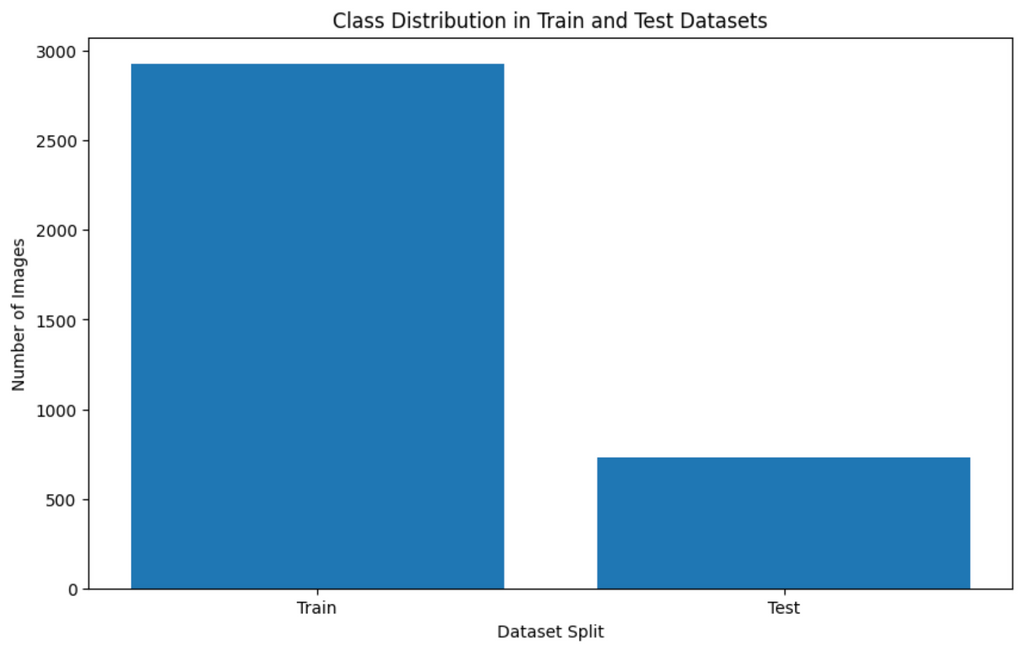 Class Distribution in Train and Test Datasets
Number of Images
3000
2500
2000
1500
1000
500
0
Train
Test
Dataset Split